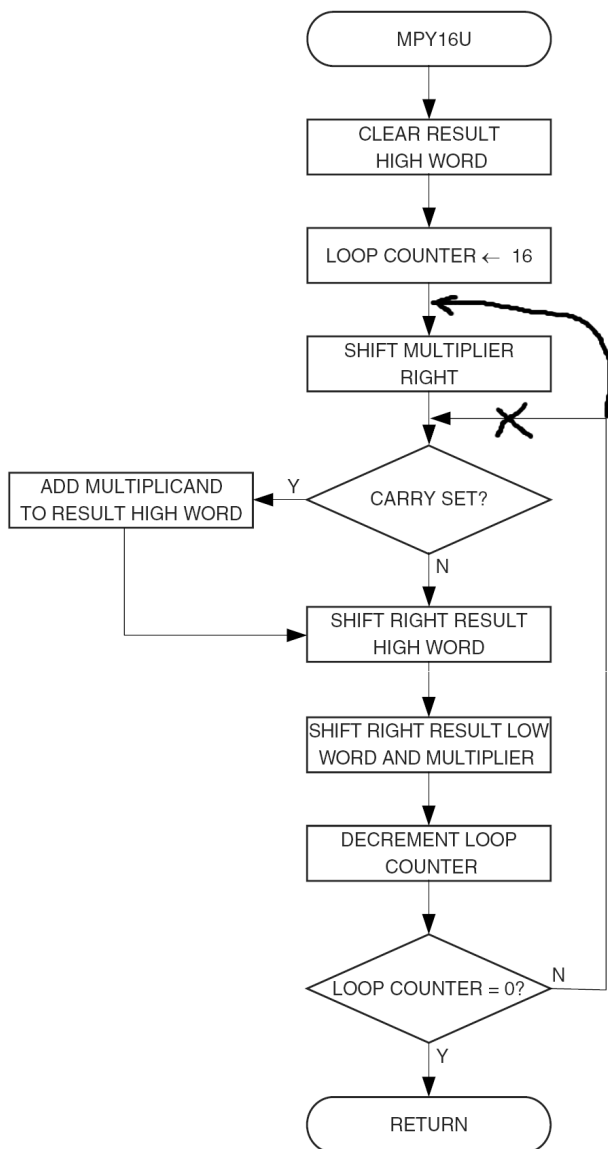 MPY16U
CLEAR RESULT
HIGH WORD
LOOP COUNTER ← 16
SHIFT MULTIPLIER
RIGHT
CARRY SET?
Y
N
ADD MULTIPLICAND
TO RESULT HIGH WORD
SHIFT RIGHT RESULT
HIGH WORD
SHIFT RIGHT RESULT LOW
WORD AND MULTIPLIER
DECREMENT LOOP
COUNTER
LOOP COUNTER = 0?
N
Y
RETURN